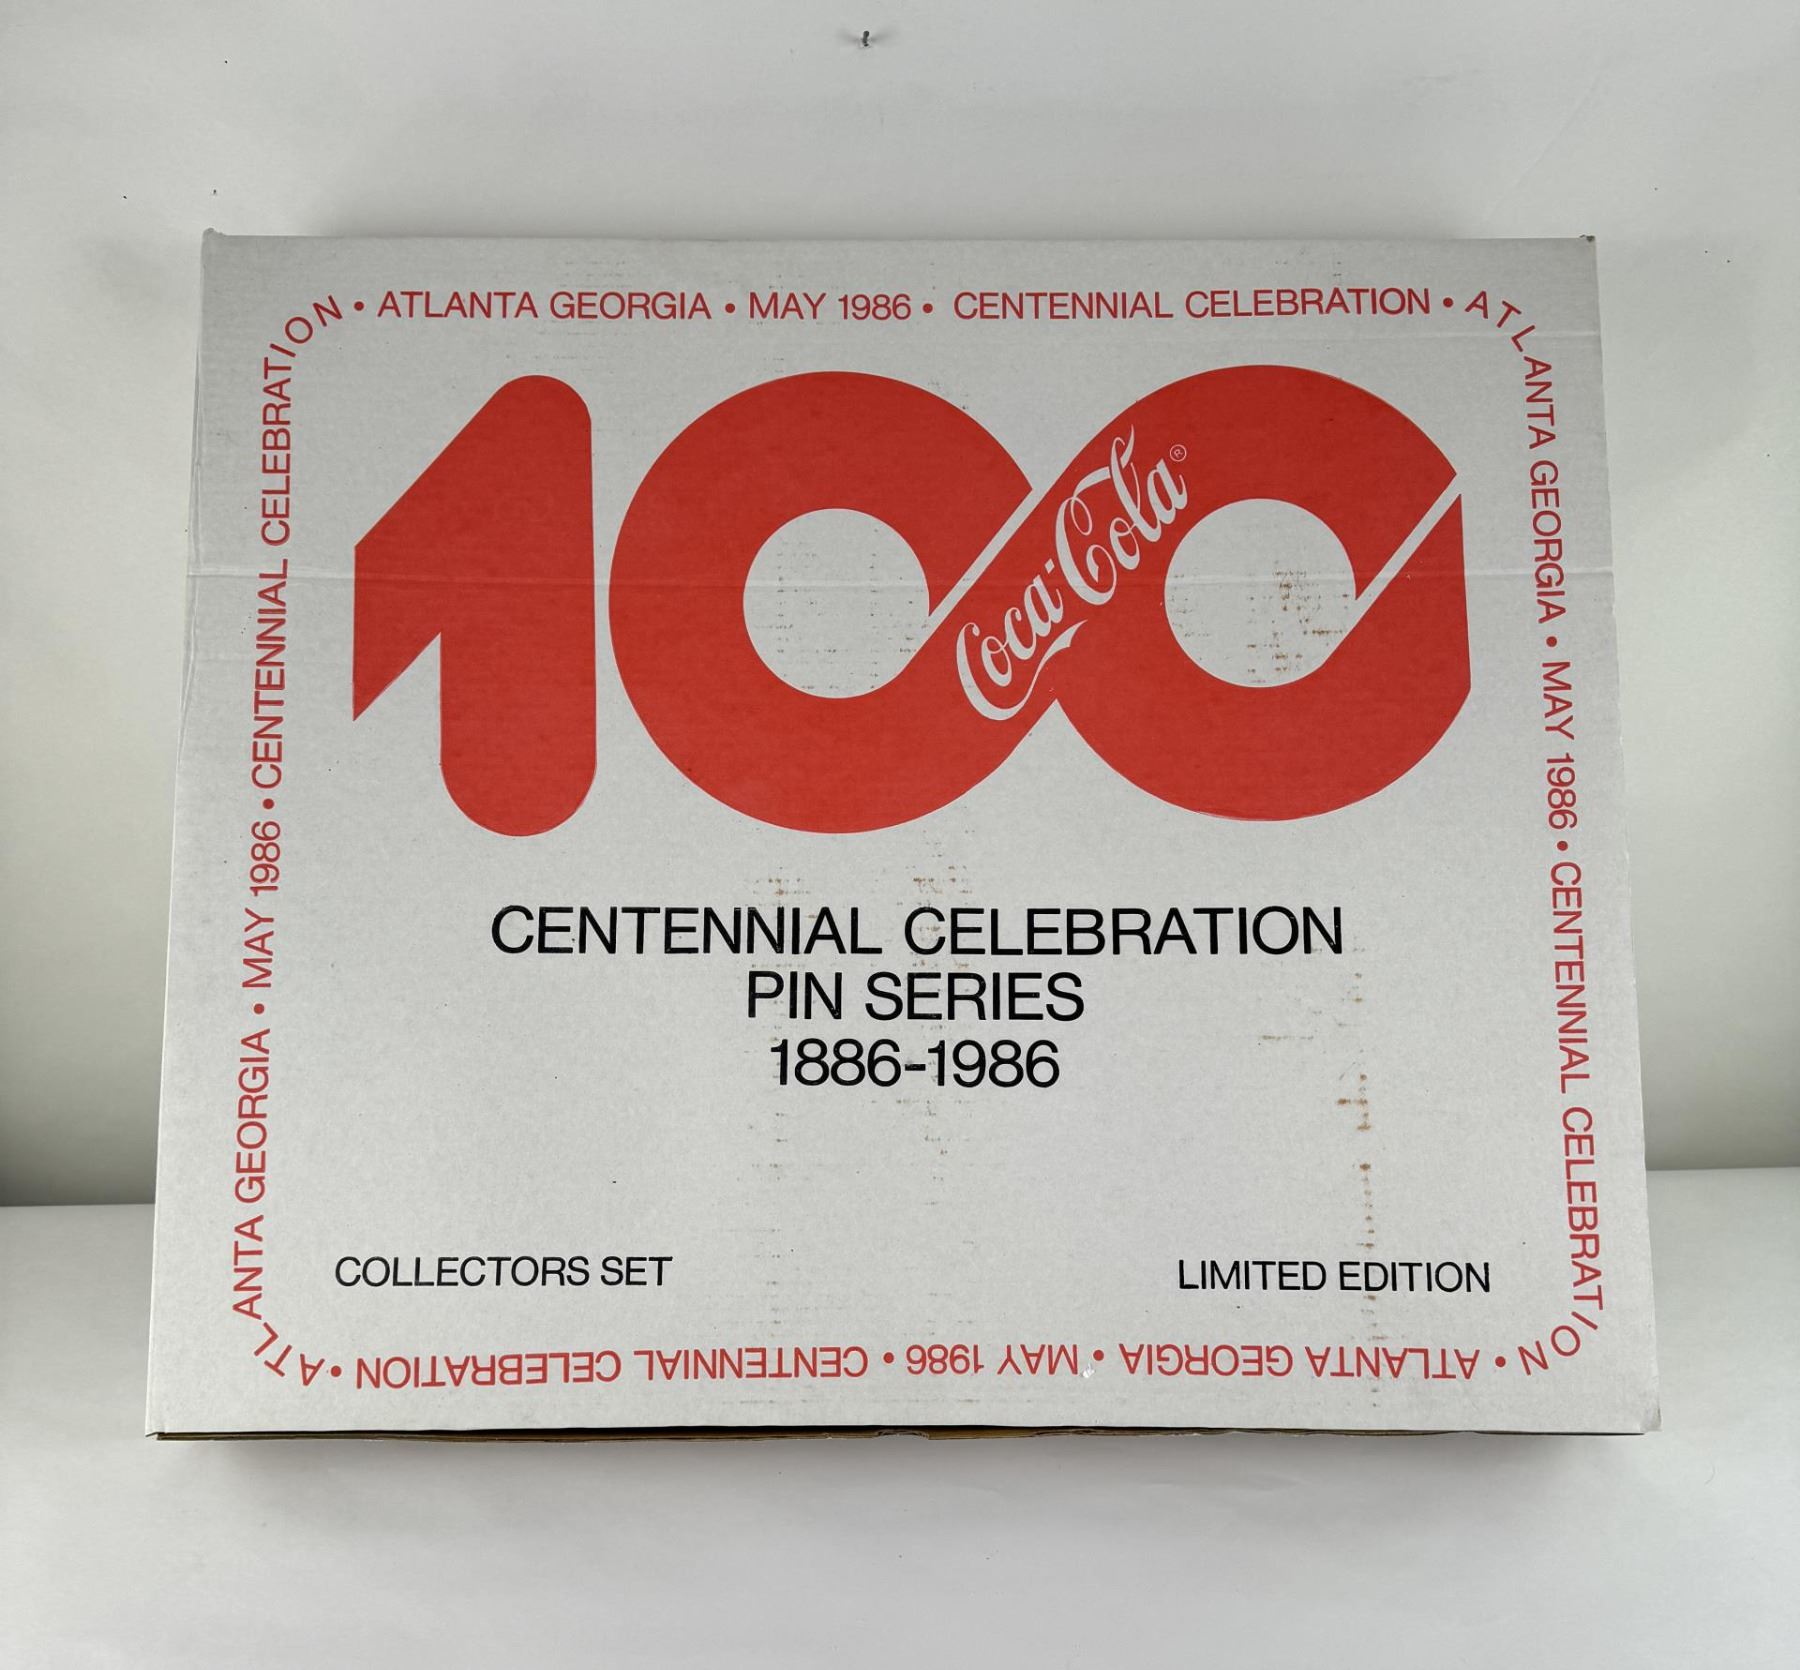 • ATLANTA GEORGIA • MAY 1986 • CENTENNIAL CELEBRATION
• ATLANTA GEORGIA • MAY 1986 • CENTENNIAL CELEBRATION
• ATLANTA GEORGIA • MAY 1986 • CENTENNIAL CELEBRATION
• ATLANTA GEORGIA • MAY 1986 • CENTENNIAL CELEBRATION
100
Coca-Cola®
CENTENNIAL CELEBRATION
PIN SERIES
1886-1986
COLLECTORS SET
LIMITED EDITION